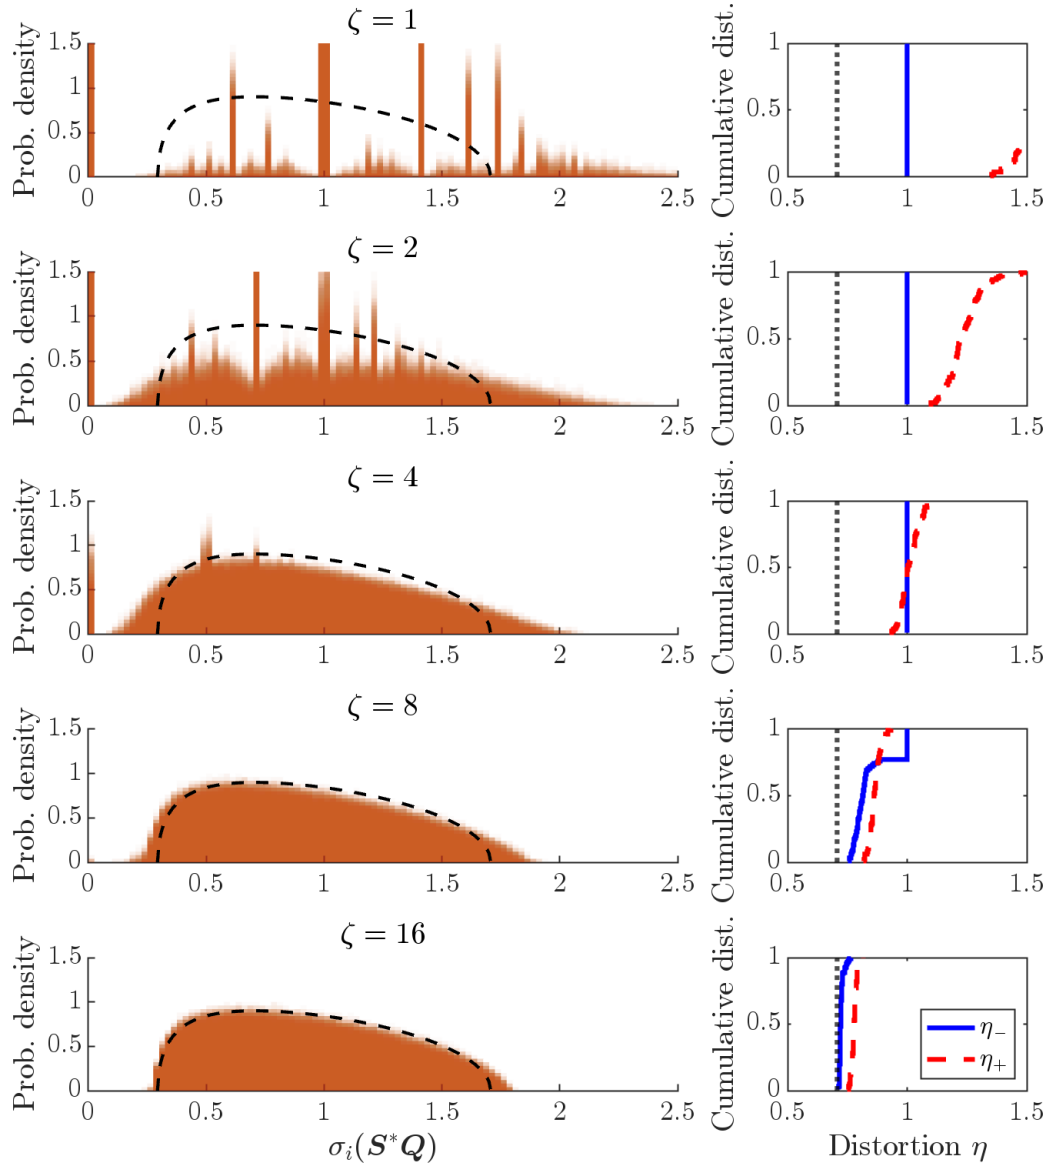 ζ = 1
Prob. density
1.5
1
0.5
0
0 0.5 1 1.5 2 2.5
Cumulative dist.
1
0.5
0
0.5 1 1.5
ζ = 2
Prob. density
1.5
1
0.5
0
0 0.5 1 1.5 2 2.5
Cumulative dist.
1
0.5
0
0.5 1 1.5
ζ = 4
Prob. density
1.5
1
0.5
0
0 0.5 1 1.5 2 2.5
Cumulative dist.
1
0.5
0
0.5 1 1.5
ζ = 8
Prob. density
1.5
1
0.5
0
0 0.5 1 1.5 2 2.5
Cumulative dist.
1
0.5
0
0.5 1 1.5
ζ = 16
Prob. density
1.5
1
0.5
0
0 0.5 1 1.5 2 2.5
σᵢ(S*Q)
Cumulative dist.
1
0.5
0
0.5 1 1.5
η₋
η₊
Distortion η